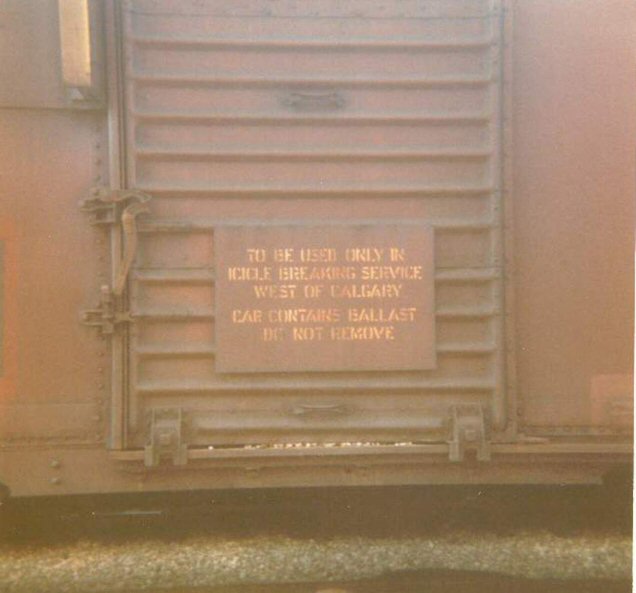 TO BE USED ONLY IN
ICICLE BREAKING SERVICE
WEST OF CALGARY
CAR CONTAINS BALLAST
DO NOT REMOVE